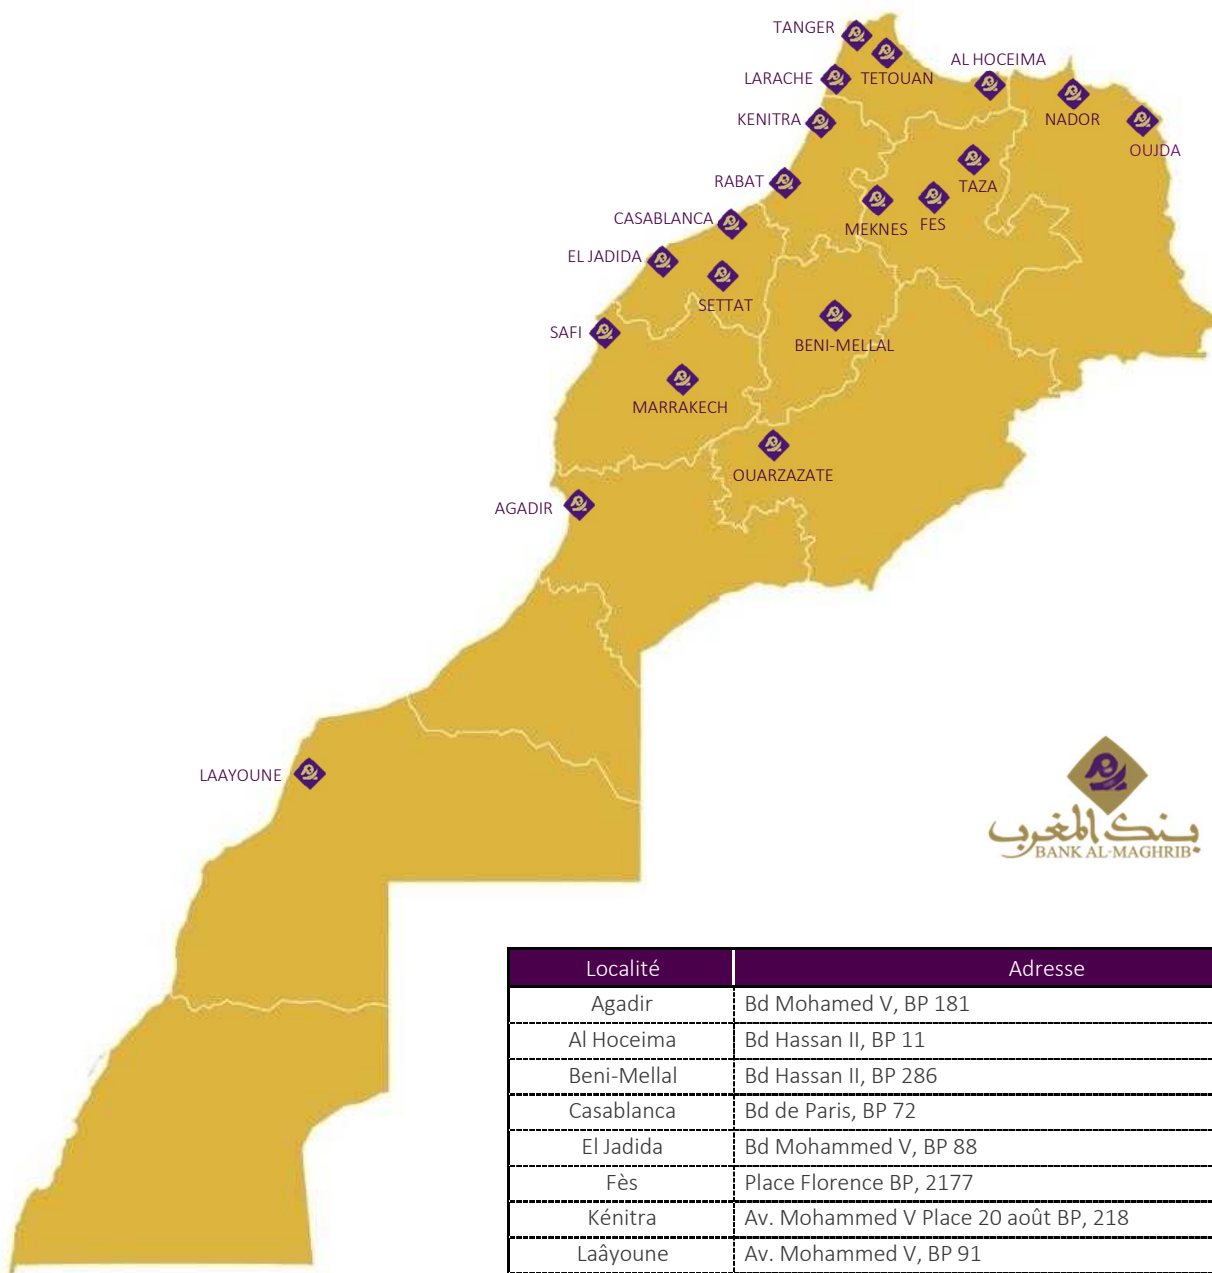 TANGER
AL HOCEIMA
LARACHE
TETOUAN
KENITRA
NADOR
OUJDA
RABAT
TAZA
CASABLANCA
MEKNES
FES
EL JADIDA
SETTAT
SAFI
BENI-MELLAL
MARRAKECH
OUARZAZATE
AGADIR
LAAYOUNE
بنك المغرب
BANK AL-MAGHRIB
Localité Adresse
Agadir Bd Mohamed V, BP 181
Al Hoceima Bd Hassan II, BP 11
Beni-Mellal Bd Hassan II, BP 286
Casablanca Bd de Paris, BP 72
El Jadida Bd Mohammed V, BP 88
Fès Place Florence BP, 2177
Kénitra Av. Mohammed V Place 20 août BP, 218
Laâyoune Av. Mohammed V, BP 91